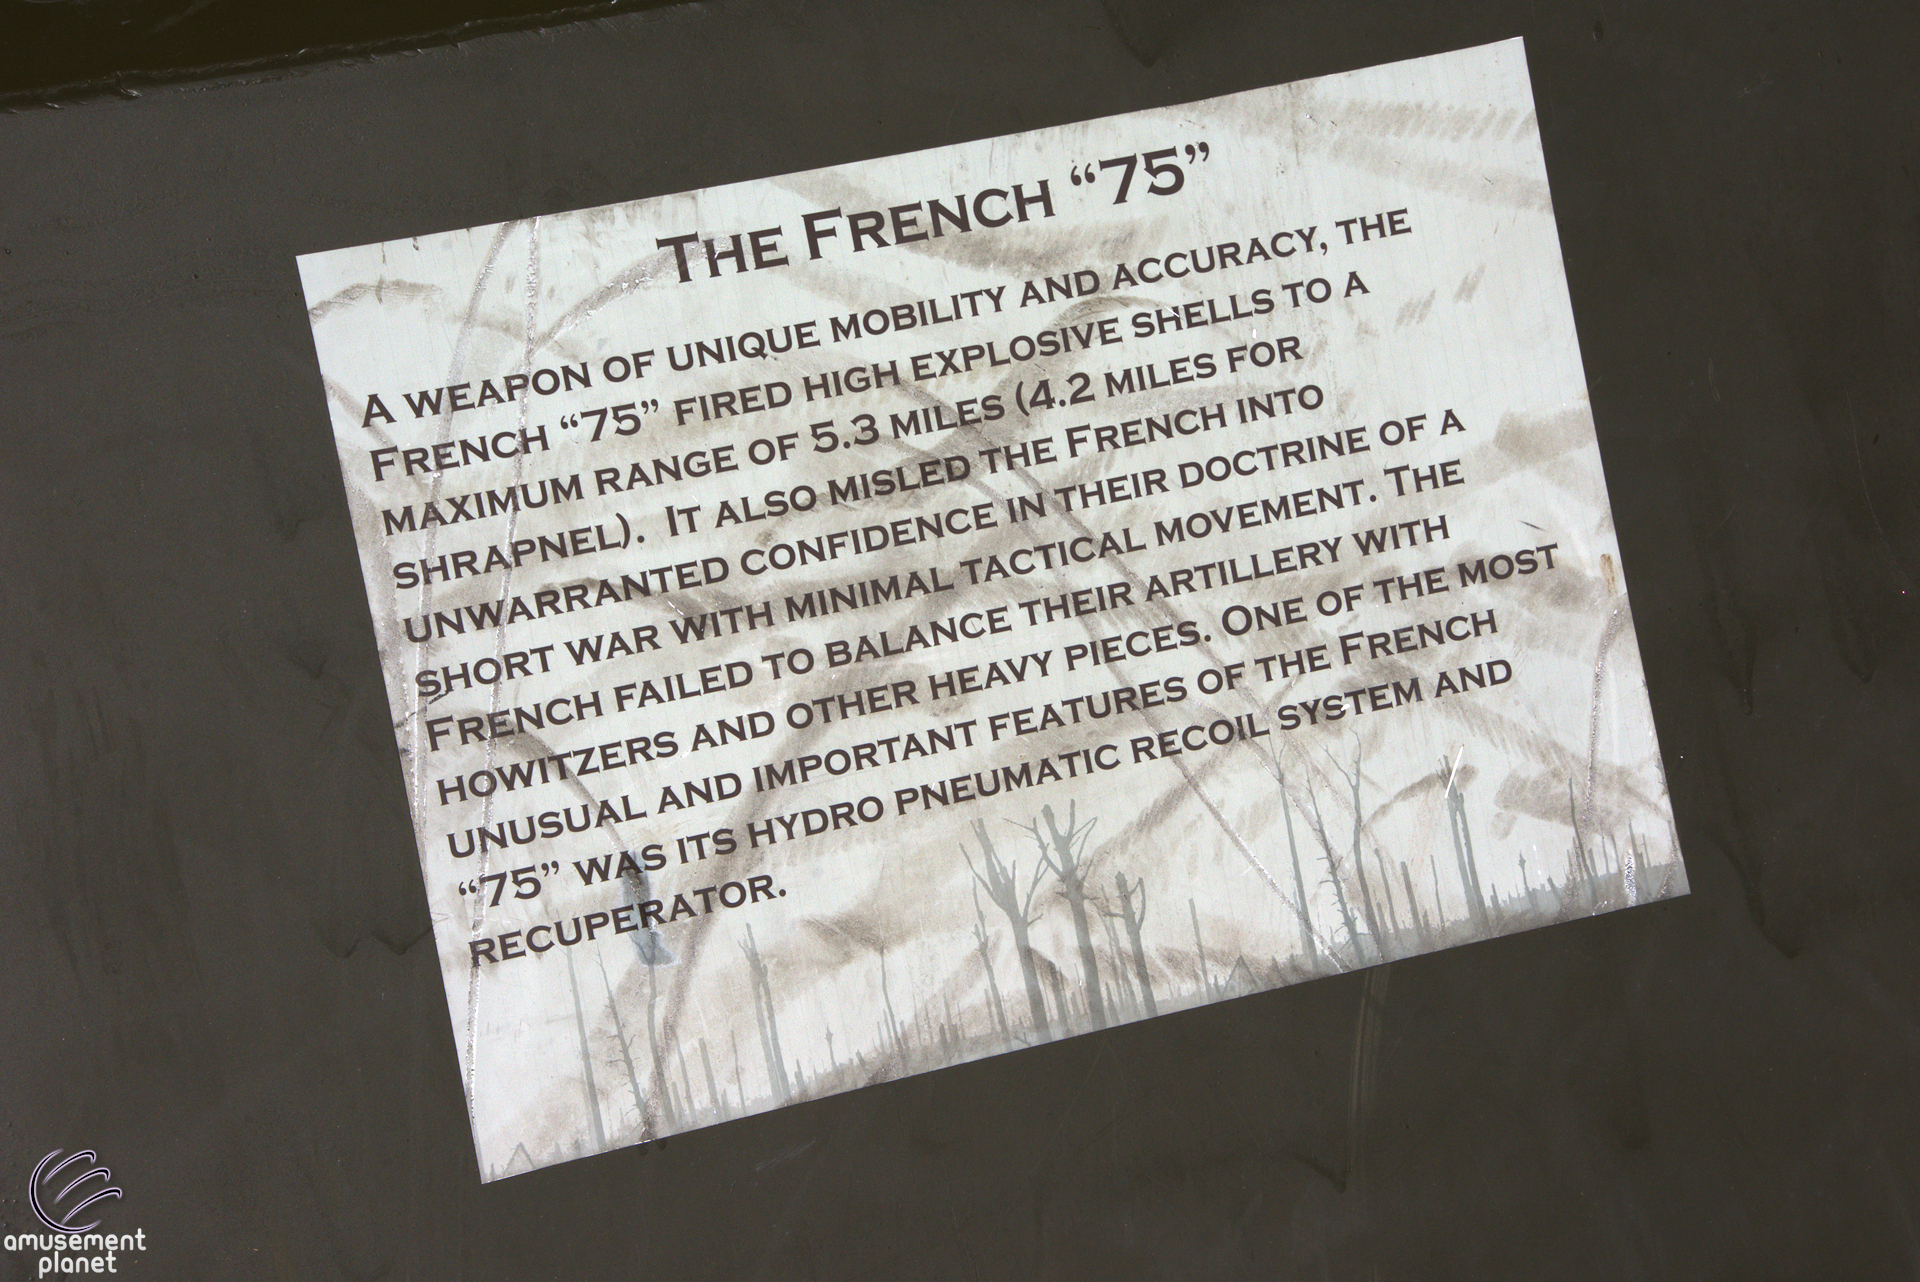 The French “75”
A weapon of unique mobility and accuracy, the
French “75” fired high explosive shells to a
maximum range of 5.3 miles (4.2 miles for
shrapnel). It also misled the French into
unwarranted confidence in their doctrine of a
short war with minimal tactical movement. The
French failed to balance their artillery with
howitzers and other heavy pieces. One of the most
unusual and important features of the French
“75” was its hydro pneumatic recoil system and
recuperator.
amusement
planet